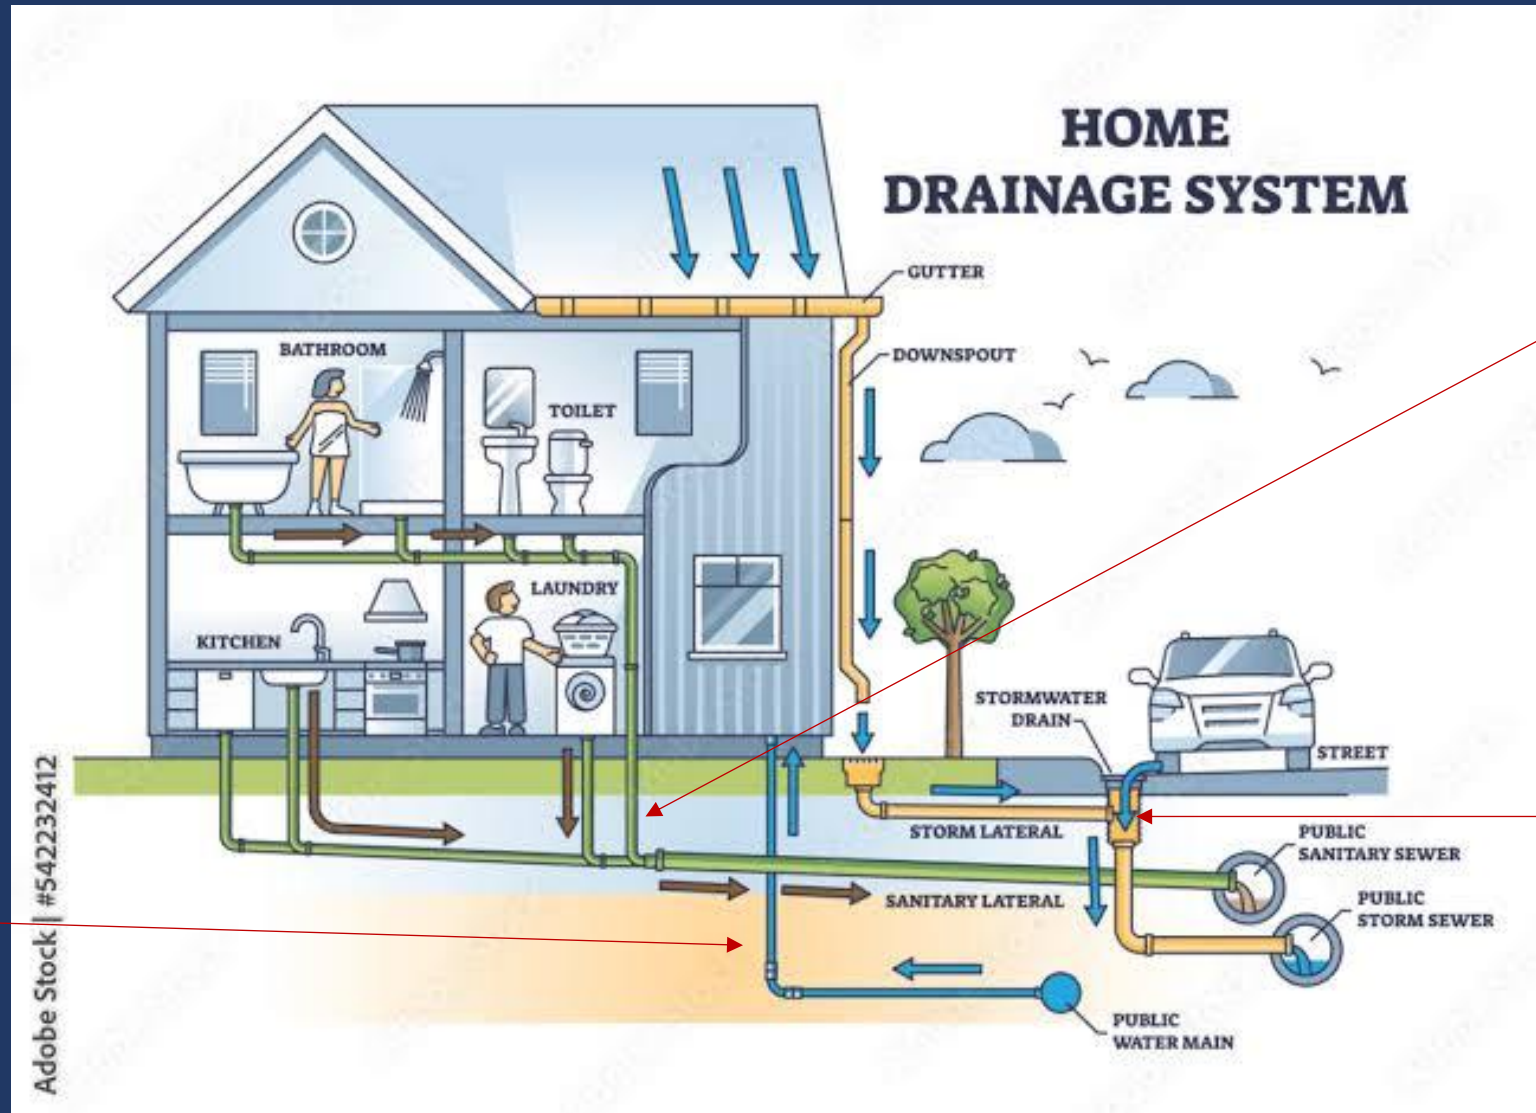 HOME
DRAINAGE SYSTEM
GUTTER
DOWNSPOUT
BATHROOM
TOILET
LAUNDRY
KITCHEN
STORMWATER
DRAIN
STREET
STORM LATERAL
PUBLIC
SANITARY SEWER
SANITARY LATERAL
PUBLIC
STORM SEWER
PUBLIC
WATER MAIN
Adobe Stock | #542232412